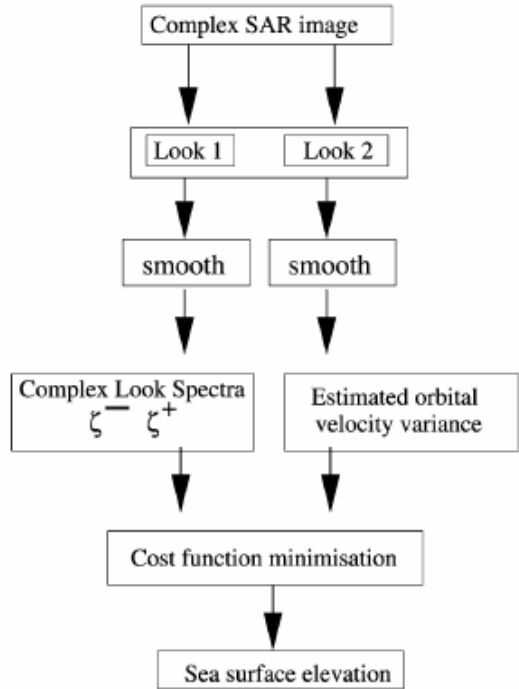 Complex SAR image
Look 1
Look 2
smooth
smooth
Complex Look Spectra
ζ⁻ ζ⁺
Estimated orbital
velocity variance
Cost function minimisation
Sea surface elevation